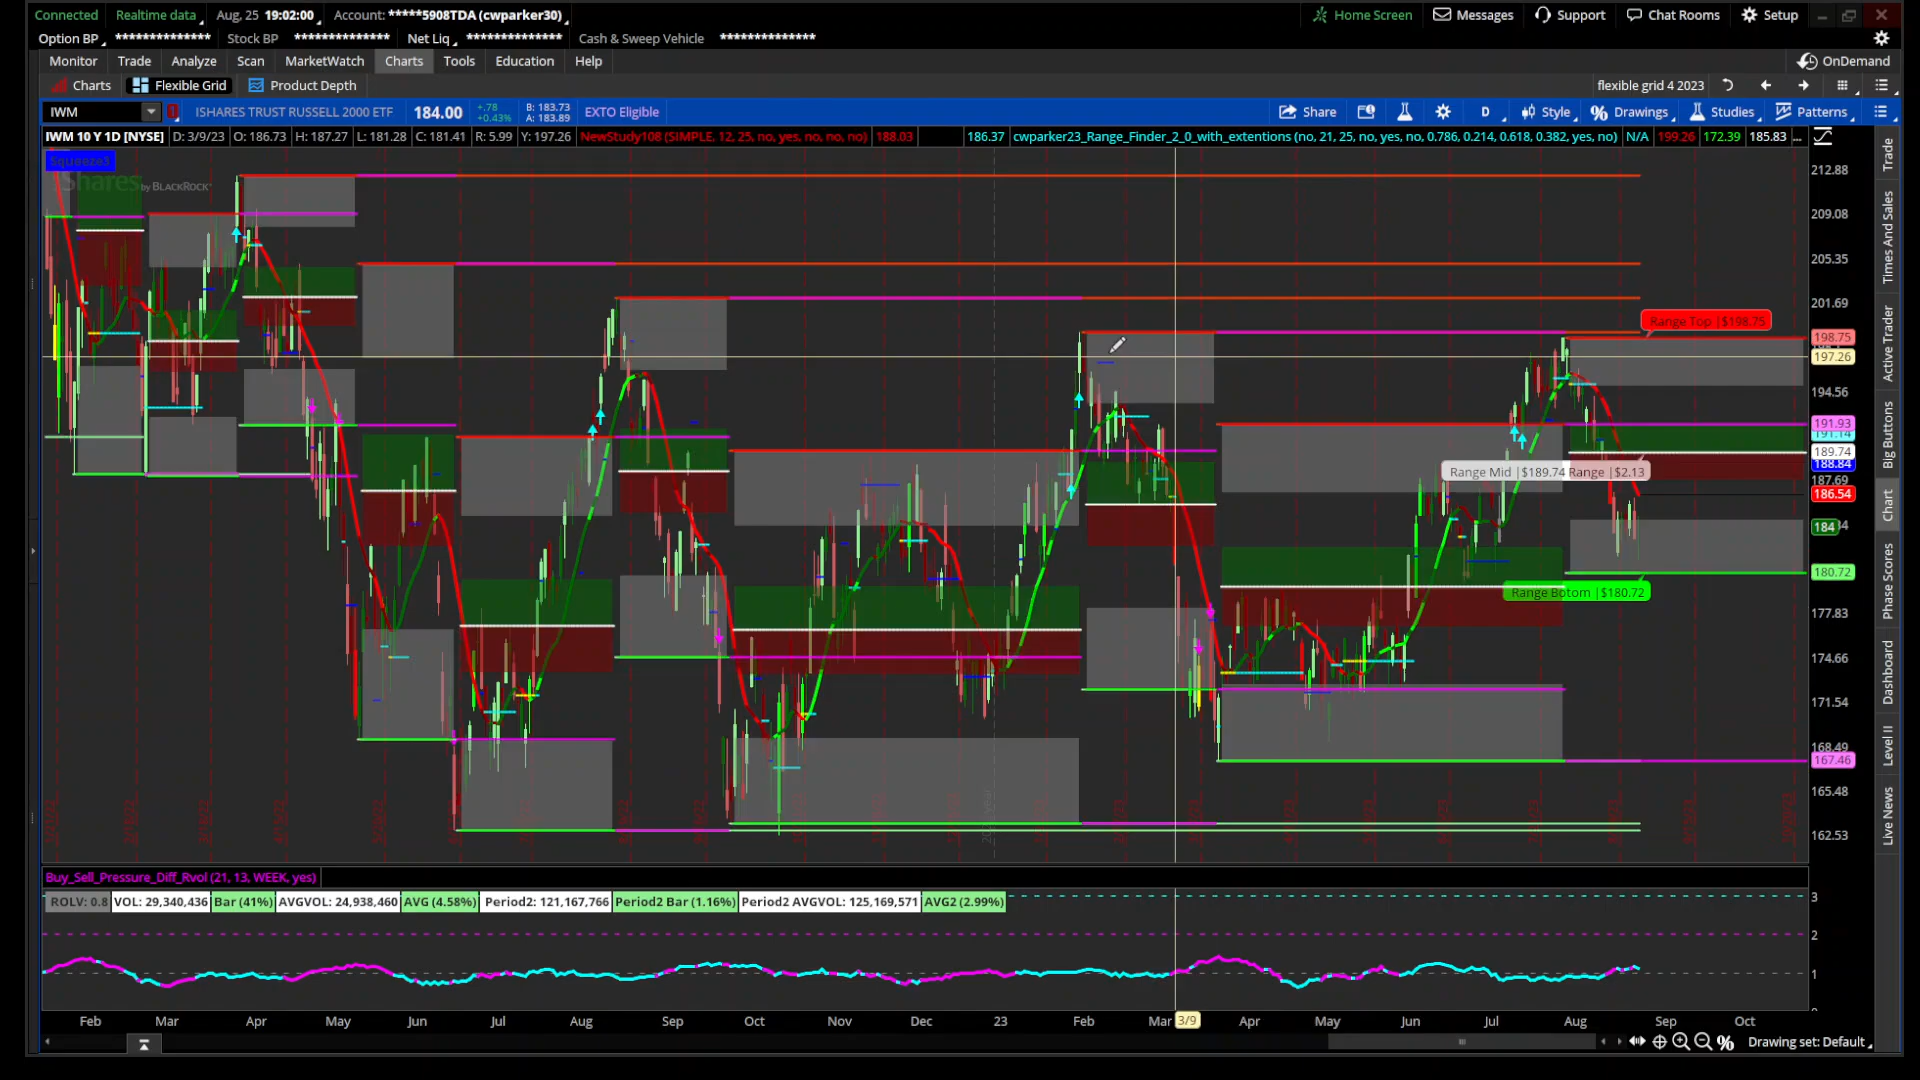 Connected Realtime data Aug, 25 19:02:00 Account: *****5908TDA (cwparker30) Home Screen Messages Support Chat Rooms Setup
Option BP ************** Stock BP ************** Net Liq ************** Cash & Sweep Vehicle **************
Monitor Trade Analyze Scan MarketWatch Charts Tools Education Help OnDemand
Charts Flexible Grid Product Depth flexible grid 4 2023
IWM ISHARES TRUST RUSSELL 2000 ETF 184.00 +.78 +0.43% B: 183.73 A: 183.89 EXTO Eligible Share D Style Drawings Studies Patterns
IWM 10 Y 1D [NYSE] D: 3/9/23 O: 186.73 H: 187.27 L: 181.28 C: 181.41 R: 5.99 Y: 197.26 NewStudy108 (SIMPLE, 12, 25, no, yes, no, no, no) 188.03 186.37 cwparker23_Range_Finder_2_0_with_extentions (no, 21, 25, no, yes, no, 0.786, 0.214, 0.618, 0.382, yes, no) N/A 199.26 172.39 185.83 ...
Squeeze3
iShares by BLACKROCK
212.88
209.08
205.35
201.69
Range Top |$198.75
198.75
197.26
194.56
191.93
191.14
189.74
188.84
Range Mid |$189.74 Range |$2.13
187.69
186.54
184
180.72
Range Botom |$180.72
177.83
174.66
171.54
168.49
167.46
165.48
162.53
Buy_Sell_Pressure_Diff_Rvol (21, 13, WEEK, yes)
ROLV: 0.8 VOL: 29,340,436 Bar (41%) AVGVOL: 24,938,460 AVG (4.58%) Period2: 121,167,766 Period2 Bar (1.16%) Period2 AVGVOL: 125,169,571 AVG2 (2.99%)
3
2
1
Feb Mar Apr May Jun Jul Aug Sep Oct Nov Dec 23 Feb Mar 3/9 Apr May Jun Jul Aug Sep Oct
Drawing set: Default
Trade
Times And Sales
Active Trader
Big Buttons
Chart
Phase Scores
Dashboard
Level II
Live News